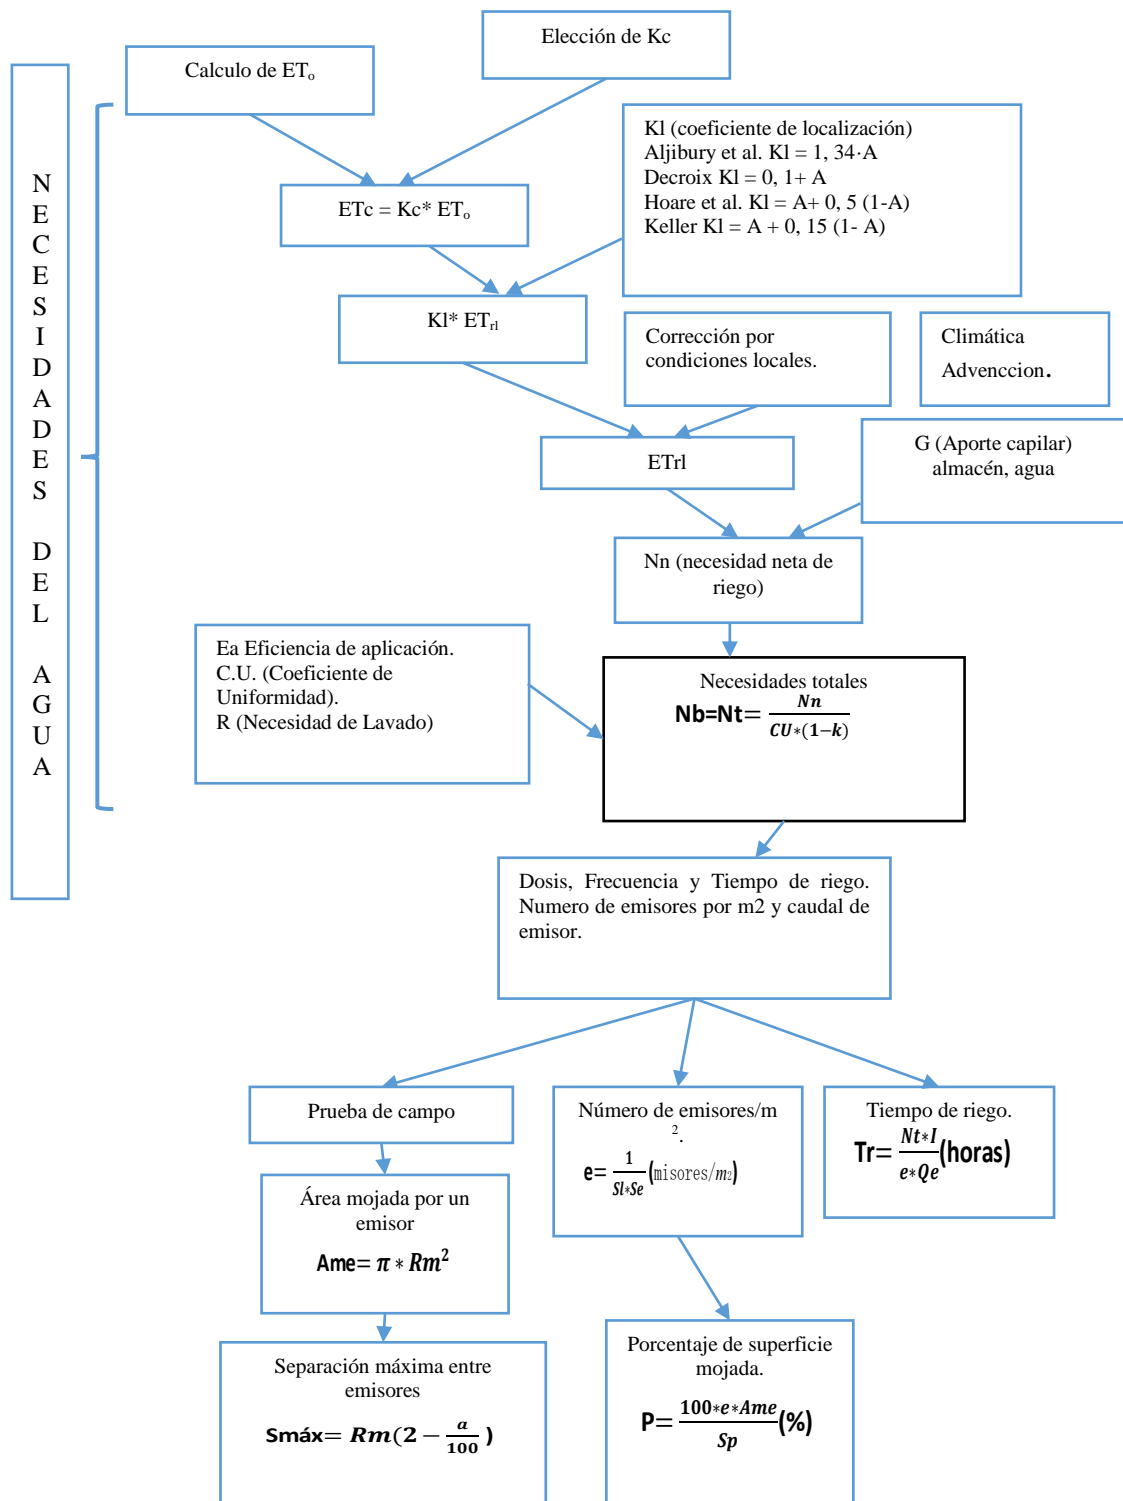 NECESIDADES DEL AGUA
Calculo de ETₒ
Elección de Kc
Kl (coeficiente de localización)
Aljibury et al. Kl = 1, 34·A
Decroix Kl = 0, 1+ A
Hoare et al. Kl = A+ 0, 5 (1-A)
Keller Kl = A + 0, 15 (1- A)
ETc = Kc* ETₒ
Kl* ETrl
Corrección por
condiciones locales.
Climática
Advenccion.
ETrl
G (Aporte capilar)
almacén, agua
Nn (necesidad neta de
riego)
Ea Eficiencia de aplicación.
C.U. (Coeficiente de
Uniformidad).
R (Necesidad de Lavado)
Necesidades totales
Nb=Nt= Nn / CU*(1−k)
Dosis, Frecuencia y Tiempo de riego.
Numero de emisores por m2 y caudal de
emisor.
Prueba de campo
Número de emisores/m
2.
e= 1 / Sl*Se (misores/m2)
Tiempo de riego.
Tr= Nt*I / e*Qe (horas)
Área mojada por un
emisor
Ame= π * Rm²
Separación máxima entre
emisores
Smáx= Rm(2 − a/100 )
Porcentaje de superficie
mojada.
P= 100*e*Ame / Sp (%)